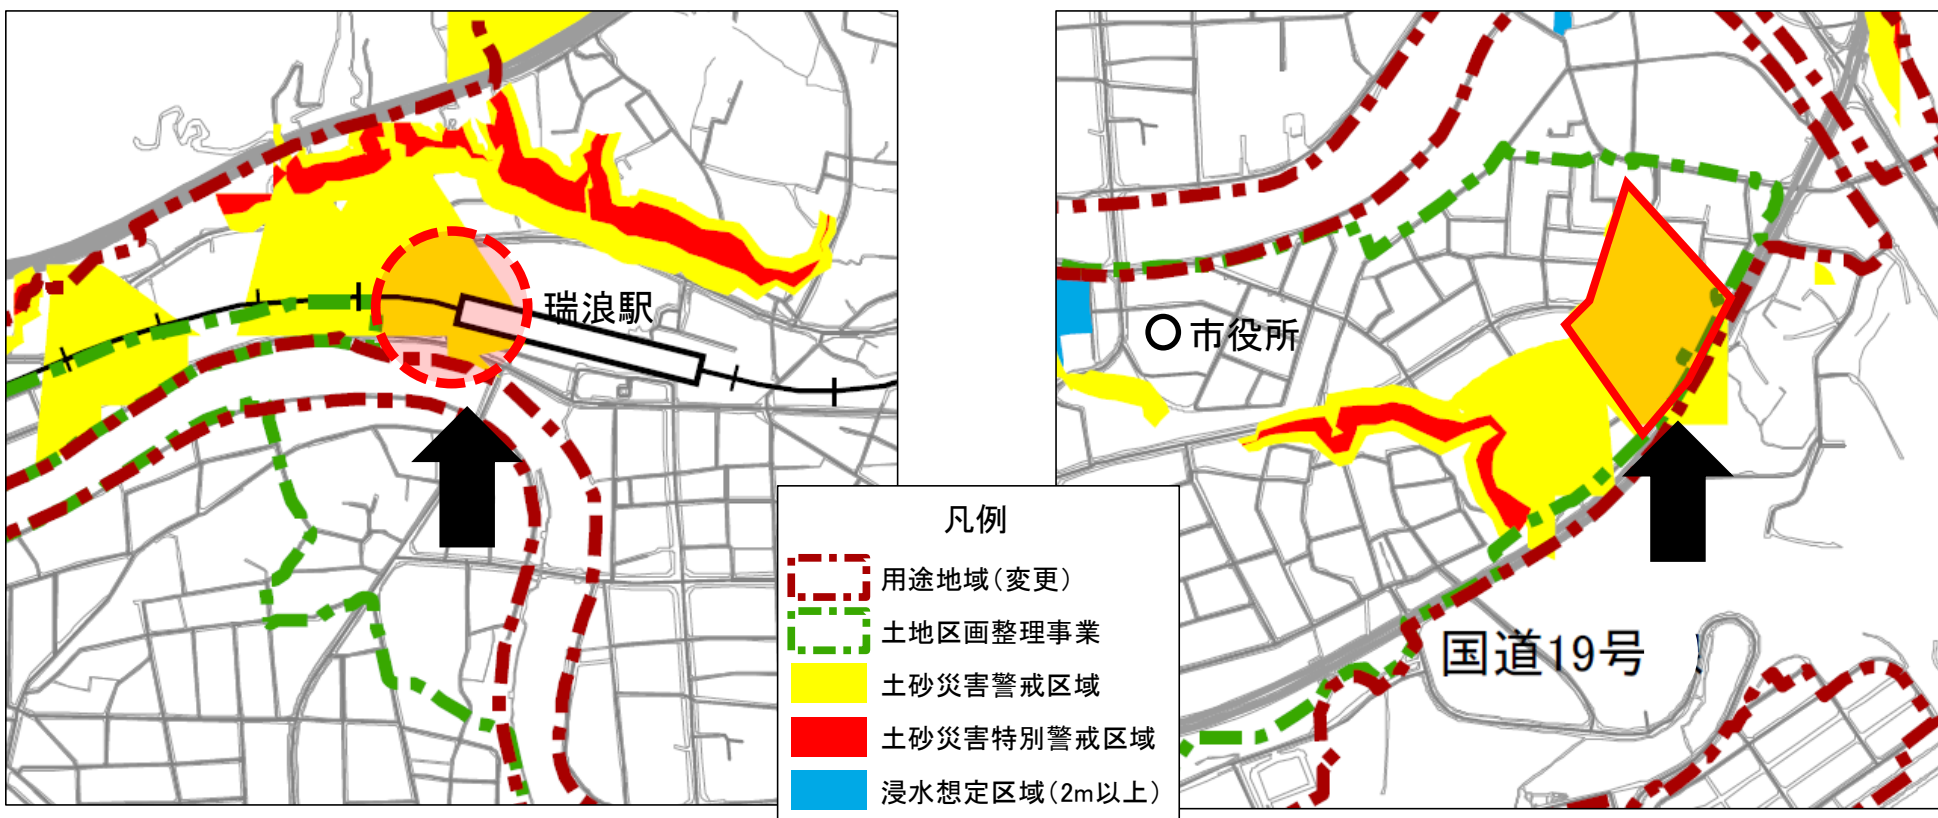 瑞浪駅
市役所
国道19号
凡例
用途地域(変更)
土地区画整理事業
土砂災害警戒区域
土砂災害特別警戒区域
浸水想定区域(2m以上)